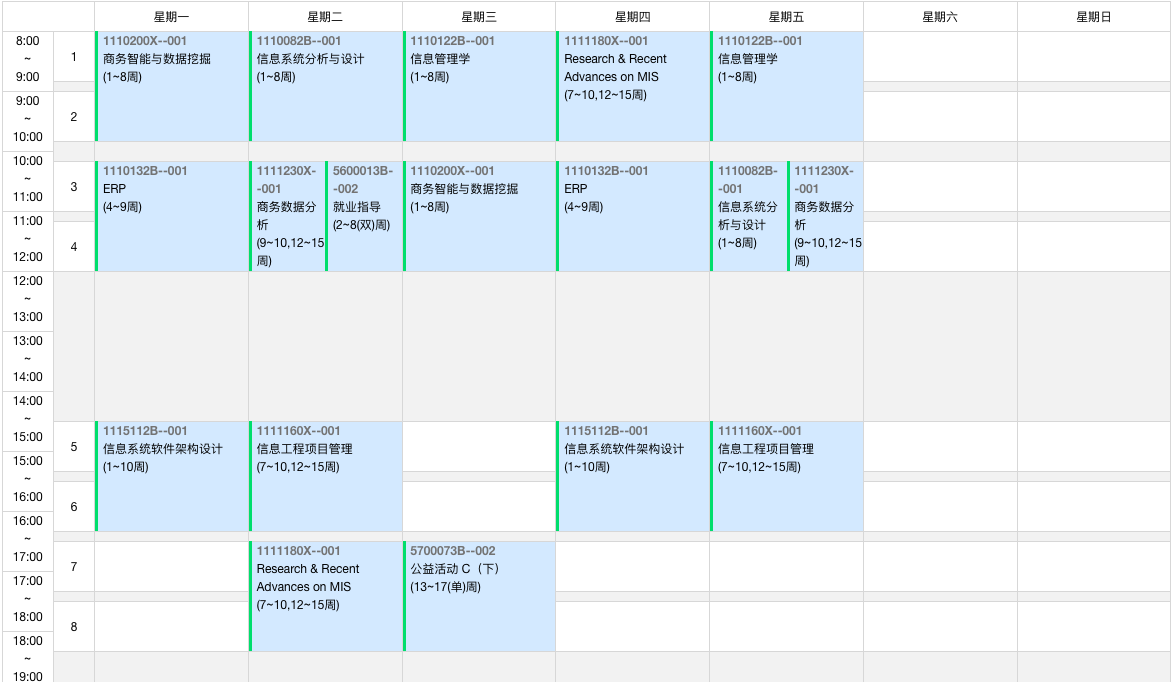 星期一
星期二
星期三
星期四
星期五
星期六
星期日
8:00
~
9:00
1
1110200X--001
商务智能与数据挖掘
(1~8周)
1110082B--001
信息系统分析与设计
(1~8周)
1110122B--001
信息管理学
(1~8周)
1111180X--001
Research & Recent
Advances on MIS
(7~10,12~15周)
1110122B--001
信息管理学
(1~8周)
9:00
~
10:00
2
10:00
~
11:00
3
1110132B--001
ERP
(4~9周)
1111230X-
-001
商务数据分
析
(9~10,12~15
周)
5600013B-
-002
就业指导
(2~8(双)周)
1110200X--001
商务智能与数据挖掘
(1~8周)
1110132B--001
ERP
(4~9周)
1110082B-
-001
信息系统分
析与设计
(1~8周)
1111230X-
-001
商务数据分
析
(9~10,12~15
周)
11:00
~
12:00
4
12:00
~
13:00
13:00
~
14:00
14:00
~
15:00
5
1115112B--001
信息系统软件架构设计
(1~10周)
1111160X--001
信息工程项目管理
(7~10,12~15周)
1115112B--001
信息系统软件架构设计
(1~10周)
1111160X--001
信息工程项目管理
(7~10,12~15周)
15:00
~
16:00
6
16:00
~
17:00
7
1111180X--001
Research & Recent
Advances on MIS
(7~10,12~15周)
5700073B--002
公益活动 C（下）
(13~17(单)周)
17:00
~
18:00
8
18:00
~
19:00